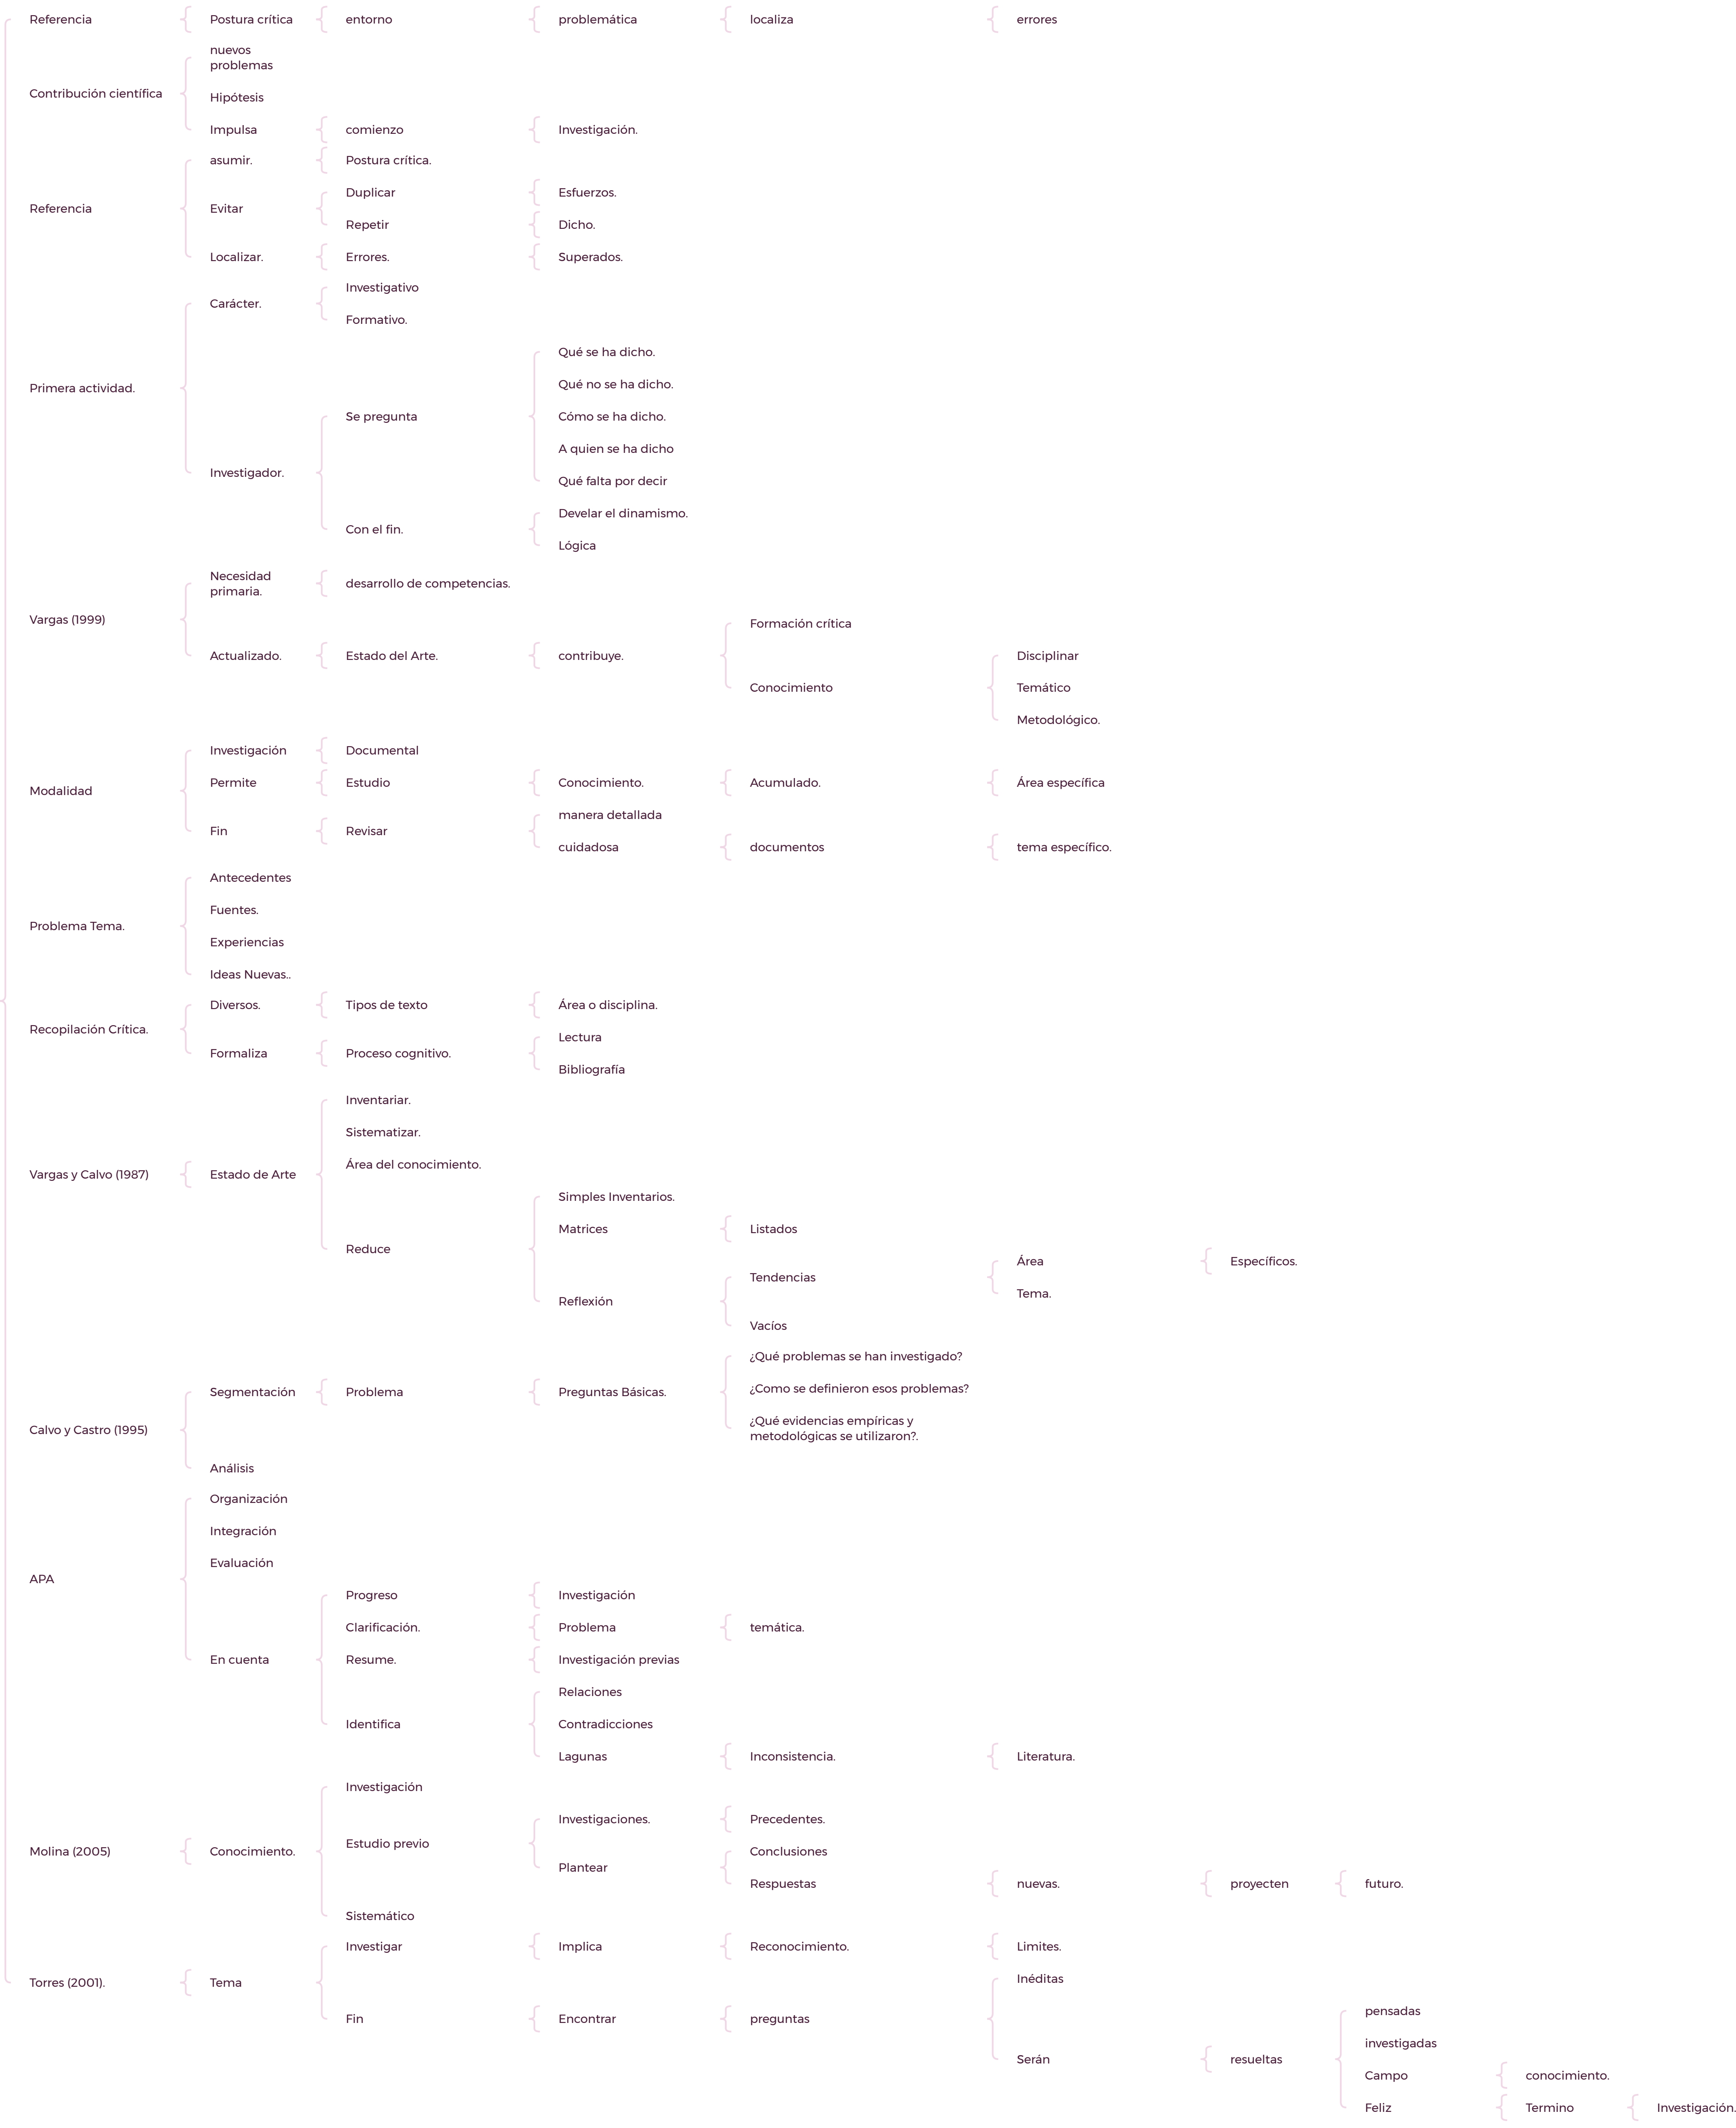 Referencia
Postura crítica
entorno
problemática
localiza
errores
Contribución científica
nuevos
problemas
Hipótesis
Impulsa
comienzo
Investigación.
Referencia
asumir.
Postura crítica.
Evitar
Duplicar
Esfuerzos.
Repetir
Dicho.
Localizar.
Errores.
Superados.
Primera actividad.
Carácter.
Investigativo
Formativo.
Investigador.
Se pregunta
Qué se ha dicho.
Qué no se ha dicho.
Cómo se ha dicho.
A quien se ha dicho
Qué falta por decir
Con el fin.
Develar el dinamismo.
Lógica
Vargas (1999)
Necesidad
primaria.
desarrollo de competencias.
Actualizado.
Estado del Arte.
contribuye.
Formación crítica
Conocimiento
Disciplinar
Temático
Metodológico.
Modalidad
Investigación
Documental
Permite
Estudio
Conocimiento.
Acumulado.
Área específica
Fin
Revisar
manera detallada
cuidadosa
documentos
tema específico.
Problema Tema.
Antecedentes
Fuentes.
Experiencias
Ideas Nuevas..
Recopilación Crítica.
Diversos.
Tipos de texto
Área o disciplina.
Formaliza
Proceso cognitivo.
Lectura
Bibliografía
Vargas y Calvo (1987)
Estado de Arte
Inventariar.
Sistematizar.
Área del conocimiento.
Reduce
Simples Inventarios.
Matrices
Listados
Reflexión
Tendencias
Área
Específicos.
Tema.
Vacíos
Calvo y Castro (1995)
Segmentación
Problema
Preguntas Básicas.
¿Qué problemas se han investigado?
¿Como se definieron esos problemas?
¿Qué evidencias empíricas y
metodológicas se utilizaron?.
Análisis
APA
Organización
Integración
Evaluación
En cuenta
Progreso
Investigación
Clarificación.
Problema
temática.
Resume.
Investigación previas
Identifica
Relaciones
Contradicciones
Lagunas
Inconsistencia.
Literatura.
Molina (2005)
Conocimiento.
Investigación
Estudio previo
Investigaciones.
Precedentes.
Plantear
Conclusiones
Respuestas
nuevas.
proyecten
futuro.
Sistemático
Torres (2001).
Tema
Investigar
Implica
Reconocimiento.
Limites.
Fin
Encontrar
preguntas
Inéditas
Serán
resueltas
pensadas
investigadas
Campo
conocimiento.
Feliz
Termino
Investigación.